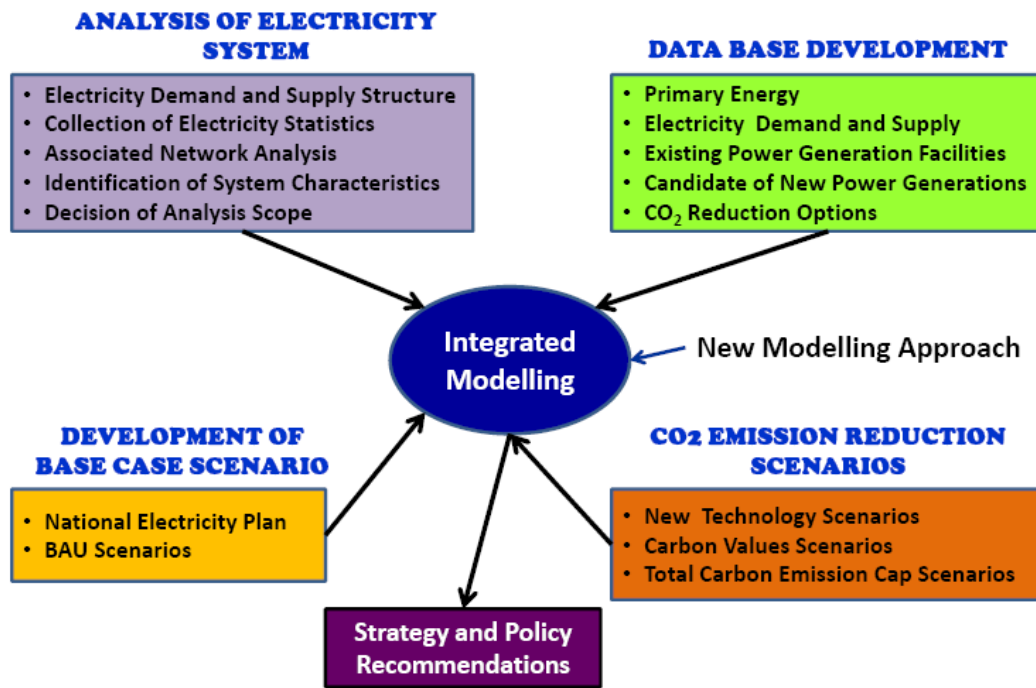 ANALYSIS OF ELECTRICITY
SYSTEM
• Electricity Demand and Supply Structure
• Collection of Electricity Statistics
• Associated Network Analysis
• Identification of System Characteristics
• Decision of Analysis Scope
DATA BASE DEVELOPMENT
• Primary Energy
• Electricity Demand and Supply
• Existing Power Generation Facilities
• Candidate of New Power Generations
• CO₂ Reduction Options
Integrated
Modelling
New Modelling Approach
DEVELOPMENT OF
BASE CASE SCENARIO
• National Electricity Plan
• BAU Scenarios
CO2 EMISSION REDUCTION
SCENARIOS
• New Technology Scenarios
• Carbon Values Scenarios
• Total Carbon Emission Cap Scenarios
Strategy and Policy
Recommendations